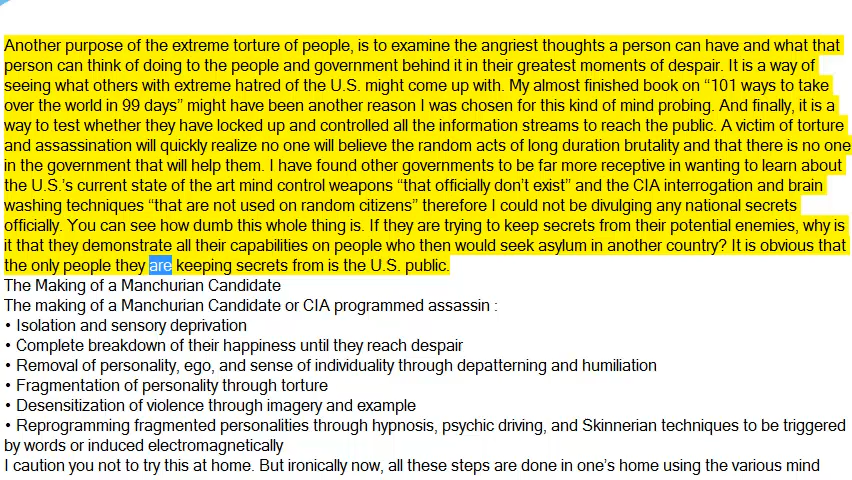 Another purpose of the extreme torture of people, is to examine the angriest thoughts a person can have and what that
person can think of doing to the people and government behind it in their greatest moments of despair. It is a way of
seeing what others with extreme hatred of the U.S. might come up with. My almost finished book on “101 ways to take
over the world in 99 days” might have been another reason I was chosen for this kind of mind probing. And finally, it is a
way to test whether they have locked up and controlled all the information streams to reach the public. A victim of torture
and assassination will quickly realize no one will believe the random acts of long duration brutality and that there is no one
in the government that will help them. I have found other governments to be far more receptive in wanting to learn about
the U.S.’s current state of the art mind control weapons “that officially don’t exist” and the CIA interrogation and brain
washing techniques “that are not used on random citizens” therefore I could not be divulging any national secrets
officially. You can see how dumb this whole thing is. If they are trying to keep secrets from their potential enemies, why is
it that they demonstrate all their capabilities on people who then would seek asylum in another country? It is obvious that
the only people they are keeping secrets from is the U.S. public.
The Making of a Manchurian Candidate
The making of a Manchurian Candidate or CIA programmed assassin :
• Isolation and sensory deprivation
• Complete breakdown of their happiness until they reach despair
• Removal of personality, ego, and sense of individuality through depatterning and humiliation
• Fragmentation of personality through torture
• Desensitization of violence through imagery and example
• Reprogramming fragmented personalities through hypnosis, psychic driving, and Skinnerian techniques to be triggered
by words or induced electromagnetically
I caution you not to try this at home. But ironically now, all these steps are done in one’s home using the various mind